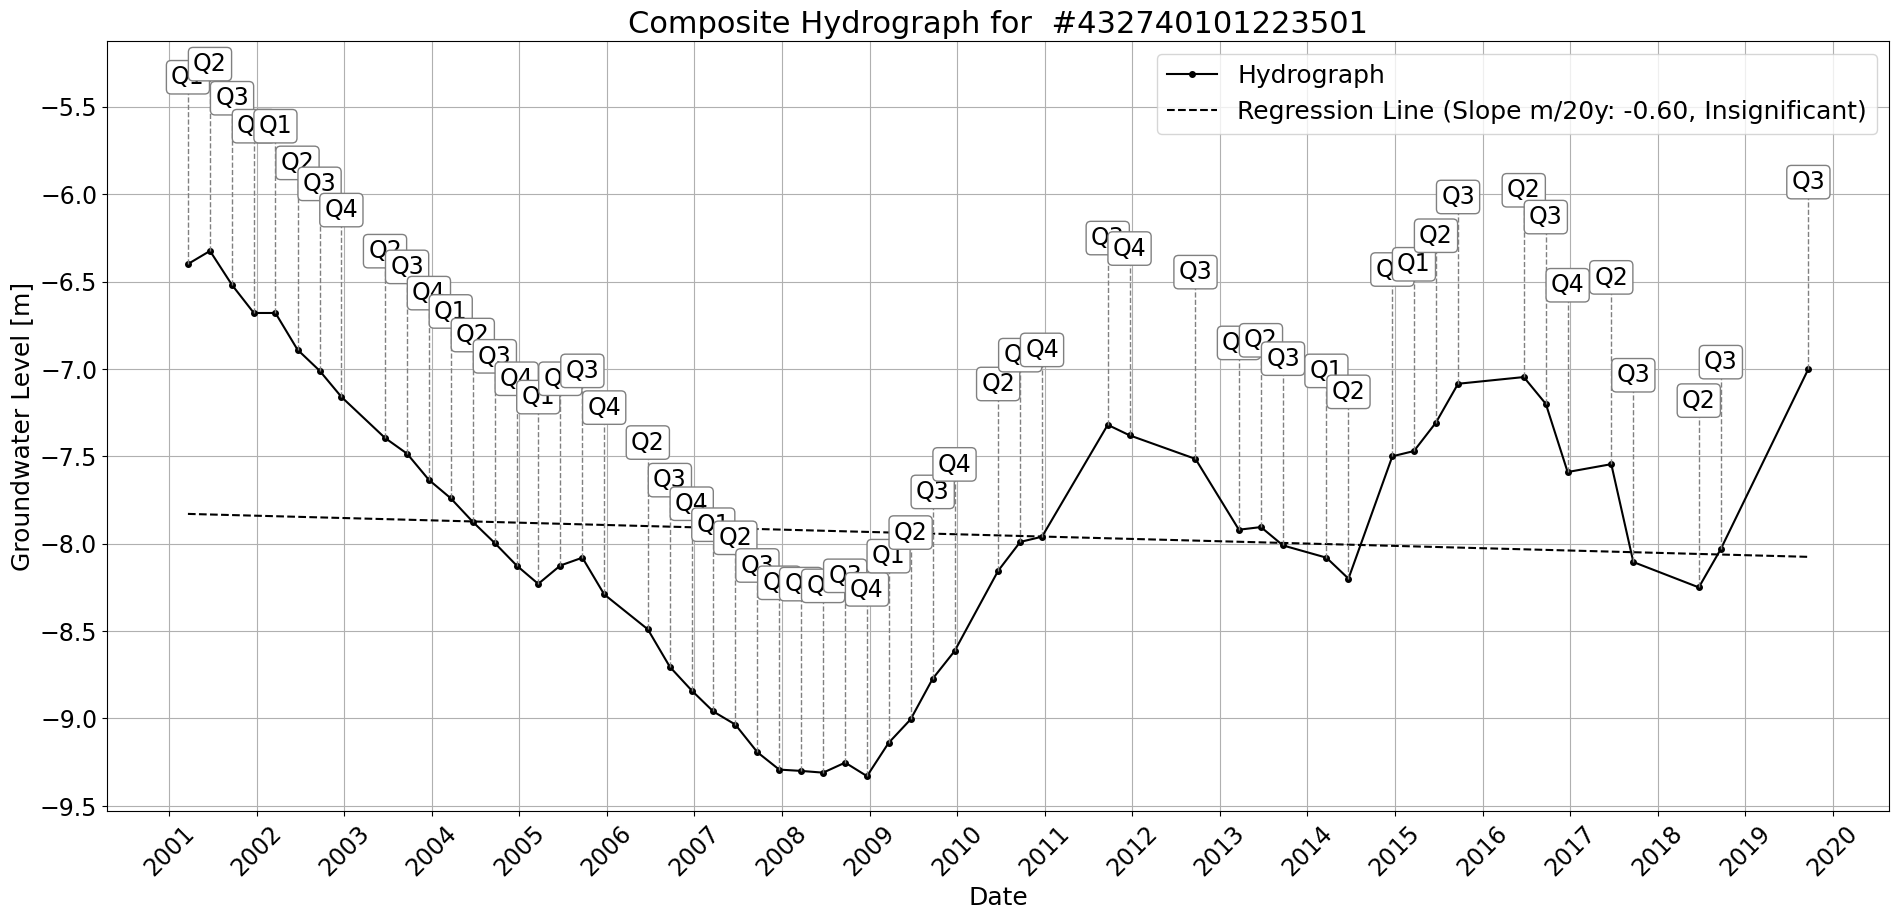 Composite Hydrograph for  #432740101223501
Hydrograph
Regression Line (Slope m/20y: -0.60, Insignificant)
Groundwater Level [m]
−5.5
−6.0
−6.5
−7.0
−7.5
−8.0
−8.5
−9.0
−9.5
Q1
Q2
Q3
Q1
Q2
Q3
Q4
Q2
Q3
Q4
Q1
Q2
Q3
Q4
Q1
Q3
Q4
Q2
Q3
Q4
Q1
Q2
Q3
Q3
Q4
Q1
Q2
Q3
Q4
Q2
Q4
Q3
Q4
Q3
Q2
Q3
Q1
Q2
Q1
Q2
Q3
Q2
Q3
Q4
Q2
Q3
Q2
Q3
Q3
2001
2002
2003
2004
2005
2006
2007
2008
2009
2010
2011
2012
2013
2014
2015
2016
2017
2018
2019
2020
Date